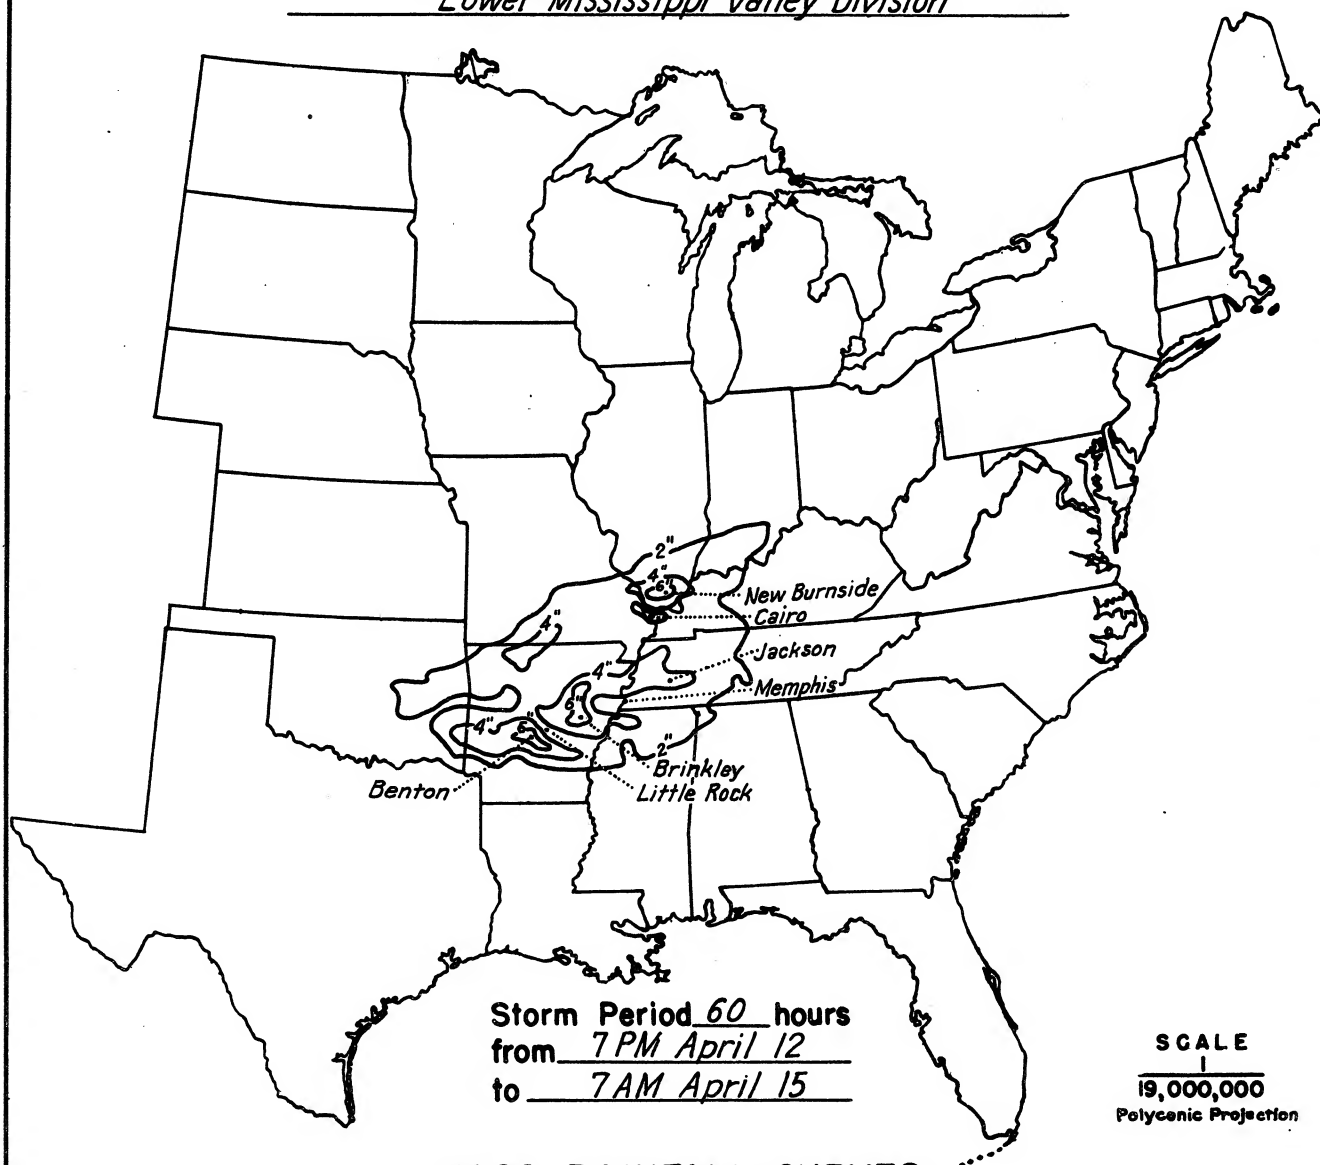 Lower Mississippi Valley Division
2"
4"
6"
New Burnside
Cairo
4"
Jackson
4"
Memphis
6"
4"
6"
2"
Brinkley
Benton
Little Rock
Storm Period 60 hours
from 7 PM April 12
to 7 AM April 15
SCALE
1
19,000,000
Polyconic Projection